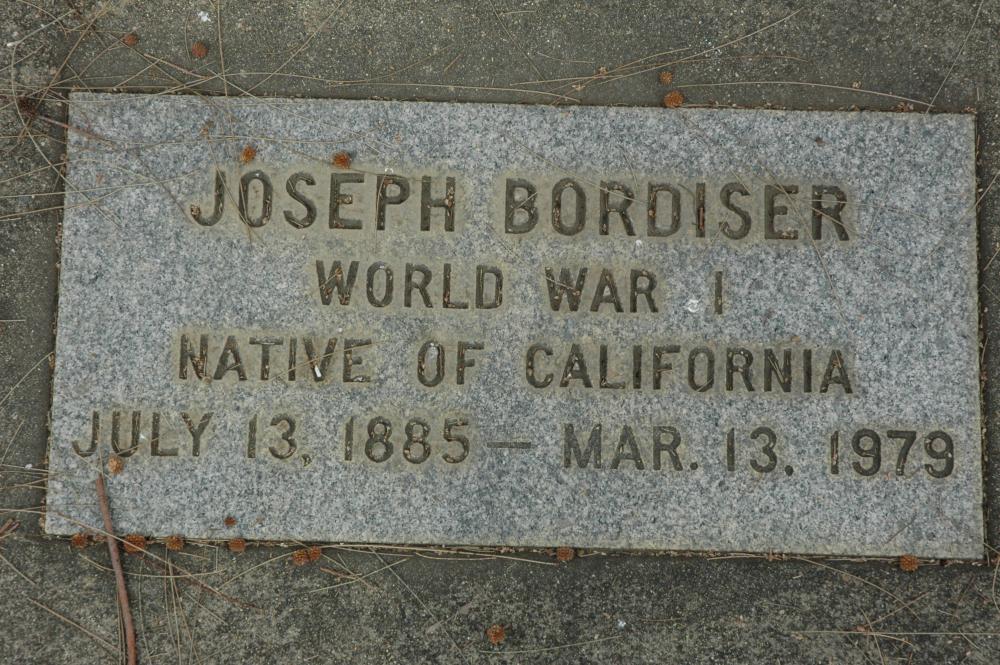 JOSEPH BORDISER
WORLD WAR I
NATIVE OF CALIFORNIA
JULY 13, 1885 — MAR. 13. 1979